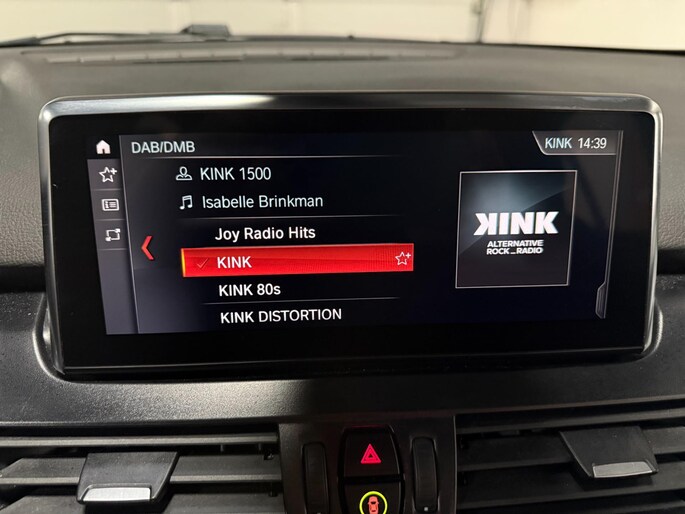 DAB/DMB
KINK 14:39
KINK 1500
Isabelle Brinkman
Joy Radio Hits
KINK
KINK 80s
KINK DISTORTION
KINK
ALTERNATIVE
ROCK_RADIO